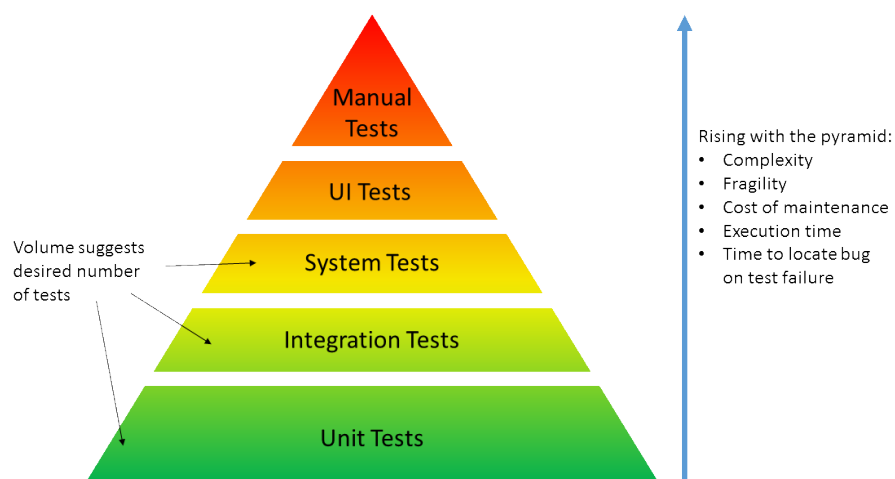 Manual
Tests
UI Tests
System Tests
Integration Tests
Unit Tests
Volume suggests
desired number
of tests
Rising with the pyramid:
• Complexity
• Fragility
• Cost of maintenance
• Execution time
• Time to locate bug
on test failure